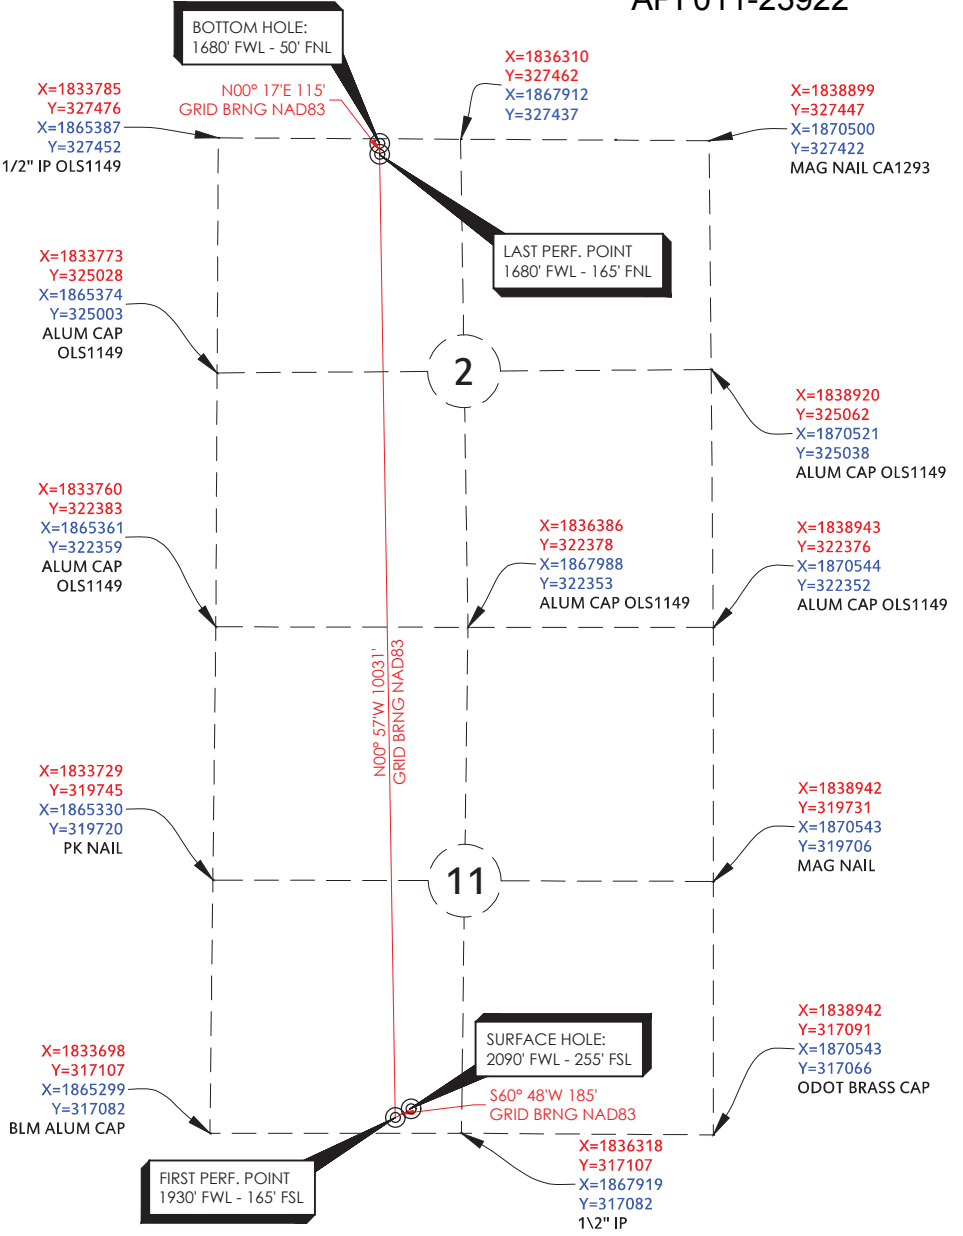 API 011-23922
BOTTOM HOLE:
1680' FWL - 50' FNL
X=1836310
Y=327462
X=1867912
Y=327437
X=1833785
Y=327476
X=1865387
Y=327452
1/2" IP OLS1149
N00° 17'E 115'
GRID BRNG NAD83
X=1838899
Y=327447
X=1870500
Y=327422
MAG NAIL CA1293
LAST PERF. POINT
1680' FWL - 165' FNL
X=1833773
Y=325028
X=1865374
Y=325003
ALUM CAP
OLS1149
2
X=1838920
Y=325062
X=1870521
Y=325038
ALUM CAP OLS1149
X=1833760
Y=322383
X=1865361
Y=322359
ALUM CAP
OLS1149
X=1836386
Y=322378
X=1867988
Y=322353
ALUM CAP OLS1149
X=1838943
Y=322376
X=1870544
Y=322352
ALUM CAP OLS1149
N00° 57'W 10031'
GRID BRNG NAD83
X=1833729
Y=319745
X=1865330
Y=319720
PK NAIL
X=1838942
Y=319731
X=1870543
Y=319706
MAG NAIL
11
X=1833698
Y=317107
X=1865299
Y=317082
BLM ALUM CAP
SURFACE HOLE:
2090' FWL - 255' FSL
S60° 48'W 185'
GRID BRNG NAD83
X=1838942
Y=317091
X=1870543
Y=317066
ODOT BRASS CAP
FIRST PERF. POINT
1930' FWL - 165' FSL
X=1836318
Y=317107
X=1867919
Y=317082
1\2" IP